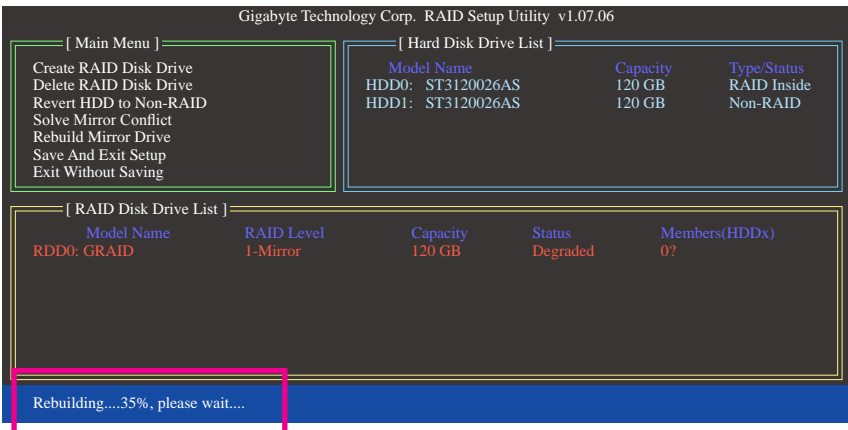 Gigabyte Technology Corp. RAID Setup Utility v1.07.06
[ Main Menu ]
Create RAID Disk Drive
Delete RAID Disk Drive
Revert HDD to Non-RAID
Solve Mirror Conflict
Rebuild Mirror Drive
Save And Exit Setup
Exit Without Saving
[ Hard Disk Drive List ]
Model Name Capacity Type/Status
HDD0: ST3120026AS 120 GB RAID Inside
HDD1: ST3120026AS 120 GB Non-RAID
[ RAID Disk Drive List ]
Model Name RAID Level Capacity Status Members(HDDx)
RDD0: GRAID 1-Mirror 120 GB Degraded 0?
Rebuilding....35%, please wait....